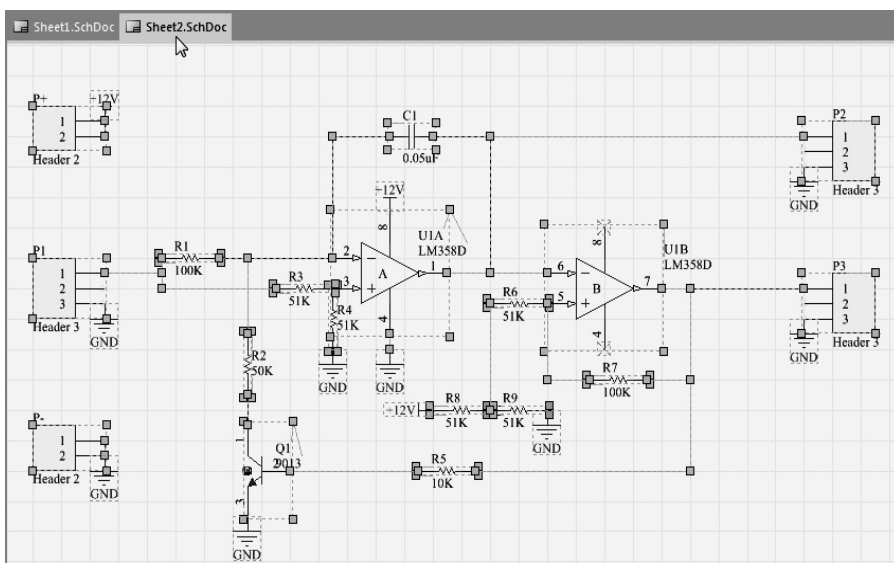 Sheet1.SchDoc Sheet2.SchDoc
P+
+12V
1
2
Header 2
C1
0.05uF
P2
1
2
3
GND
Header 3
+12V
8
U1A
LM358D
P1
1
2
3
Header 3
GND
R1
100K
R3
51K
R4
51K
2
3
A
1
4
GND
GND
8
U1B
LM358D
6
5
B
7
4
R6
51K
P3
1
2
3
GND
Header 3
R2
50K
R7
100K
+12V
R8
51K
R9
51K
GND
P-
1
2
Header 2
GND
1
Q1
9013
2
3
GND
R5
10K